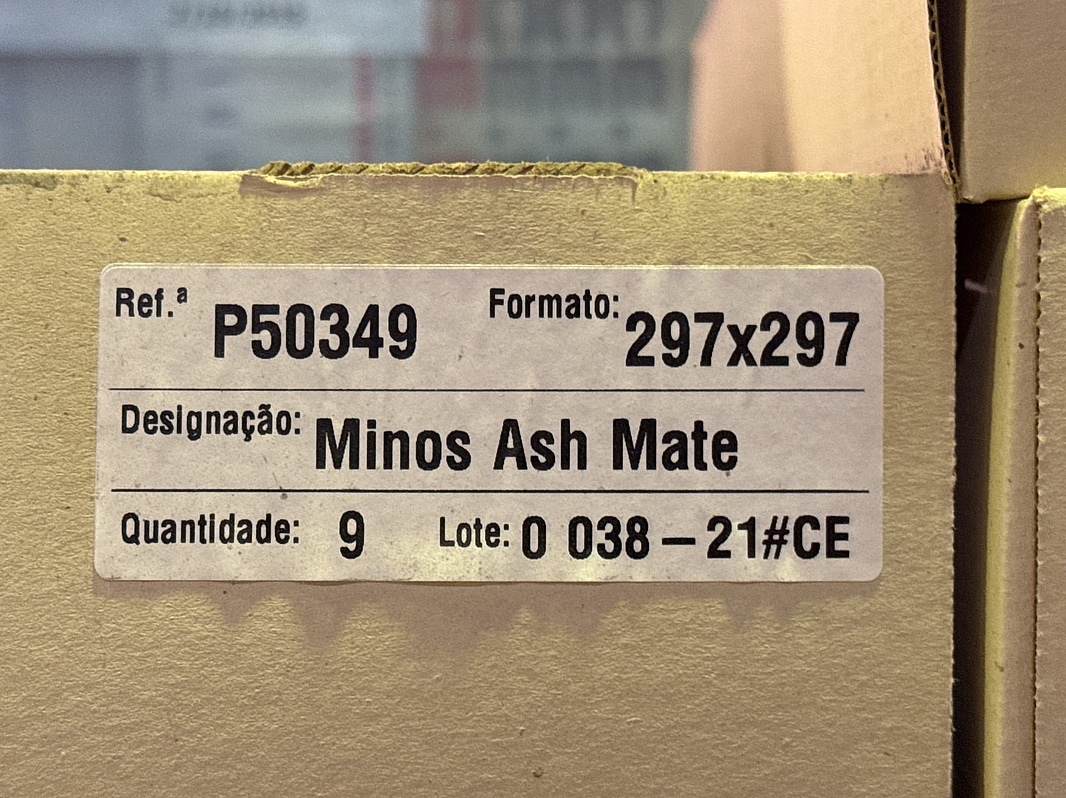 Ref.ª P50349 Formato: 297x297
Designação: Minos Ash Mate
Quantidade: 9 Lote: 0 038 – 21#CE